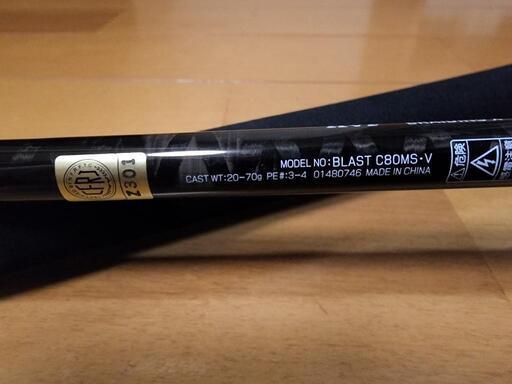 MODEL NO: BLAST C80MS・V
CAST WT:20-70g PE#:3-4 01480746 MADE IN CHINA
Z301
危険